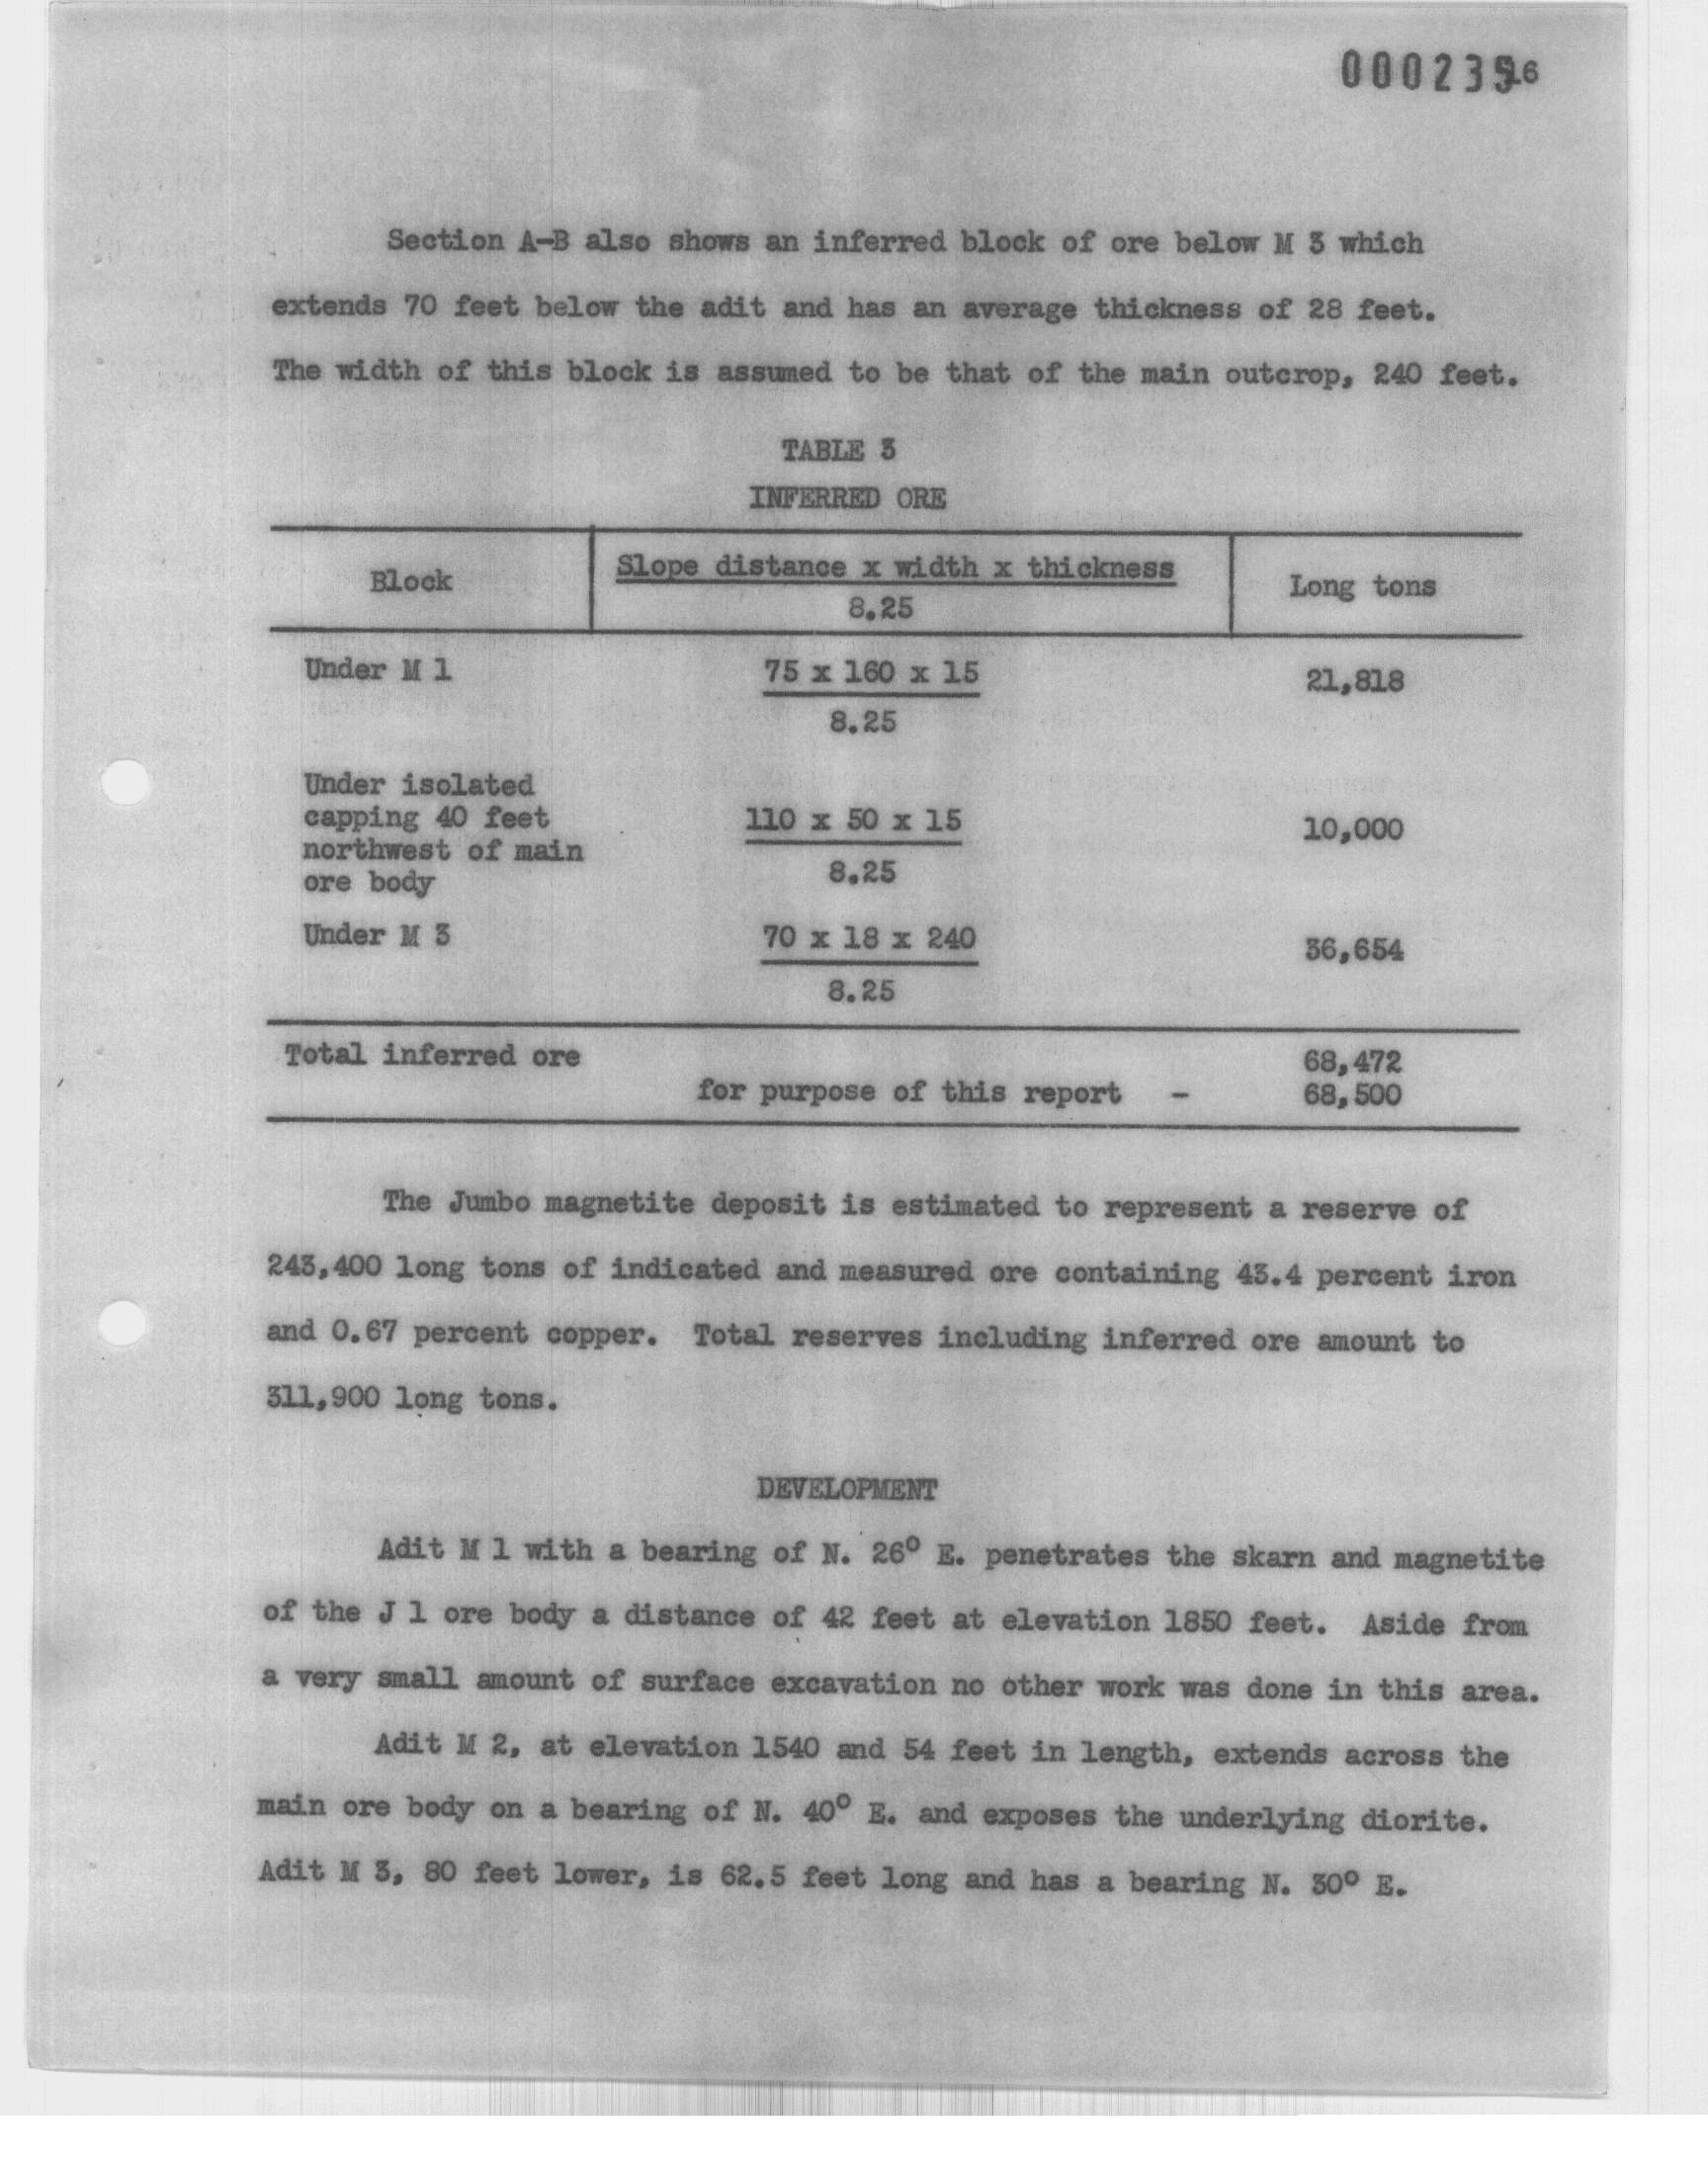 00023516
Section A-B also shows an inferred block of ore below M 3 which
extends 70 feet below the adit and has an average thickness of 28 feet.
The width of this block is assumed to be that of the main outcrop, 240 feet.
TABLE 3
INFERRED ORE
Block Slope distance x width x thickness Long tons
8.25
Under M 1 75 x 160 x 15 21,818
8.25
Under isolated
capping 40 feet 110 x 50 x 15 10,000
northwest of main
ore body 8.25
Under M 3 70 x 18 x 240 36,654
8.25
Total inferred ore 68,472
for purpose of this report - 68,500
The Jumbo magnetite deposit is estimated to represent a reserve of
243,400 long tons of indicated and measured ore containing 43.4 percent iron
and 0.67 percent copper. Total reserves including inferred ore amount to
311,900 long tons.
DEVELOPMENT
Adit M 1 with a bearing of N. 26° E. penetrates the skarn and magnetite
of the J 1 ore body a distance of 42 feet at elevation 1850 feet. Aside from
a very small amount of surface excavation no other work was done in this area.
Adit M 2, at elevation 1540 and 54 feet in length, extends across the
main ore body on a bearing of N. 40° E. and exposes the underlying diorite.
Adit M 3, 80 feet lower, is 62.5 feet long and has a bearing N. 30° E.